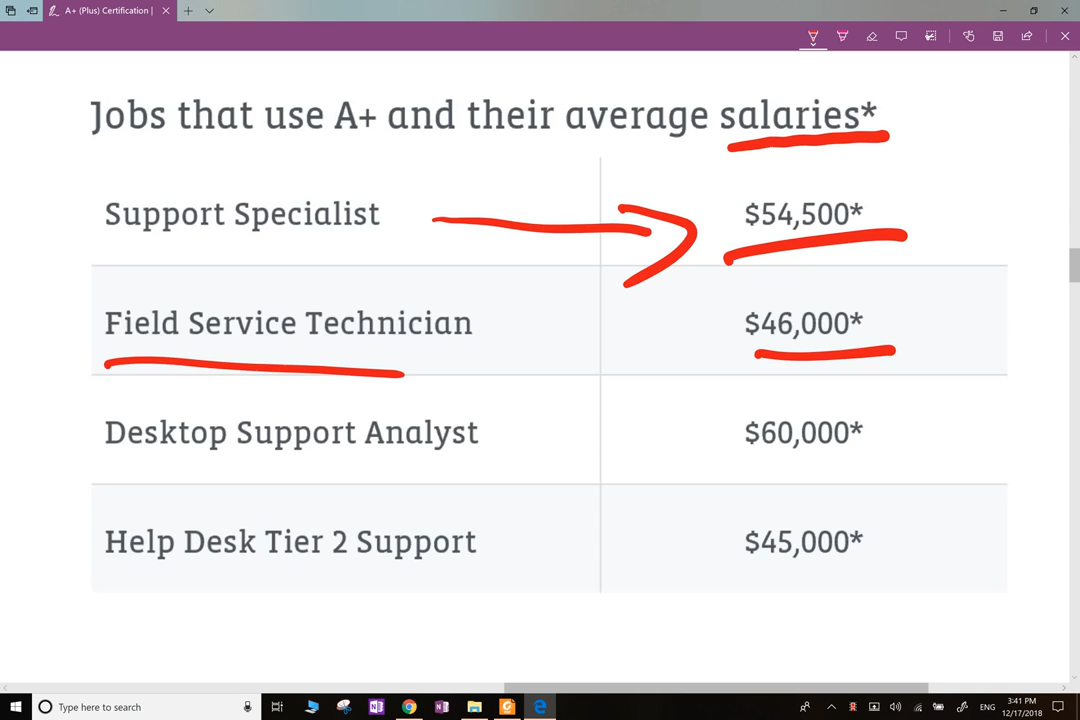 A+ (Plus) Certification |
Jobs that use A+ and their average salaries*
Support Specialist $54,500*
Field Service Technician $46,000*
Desktop Support Analyst $60,000*
Help Desk Tier 2 Support $45,000*
Type here to search
ENG
3:41 PM
12/17/2018